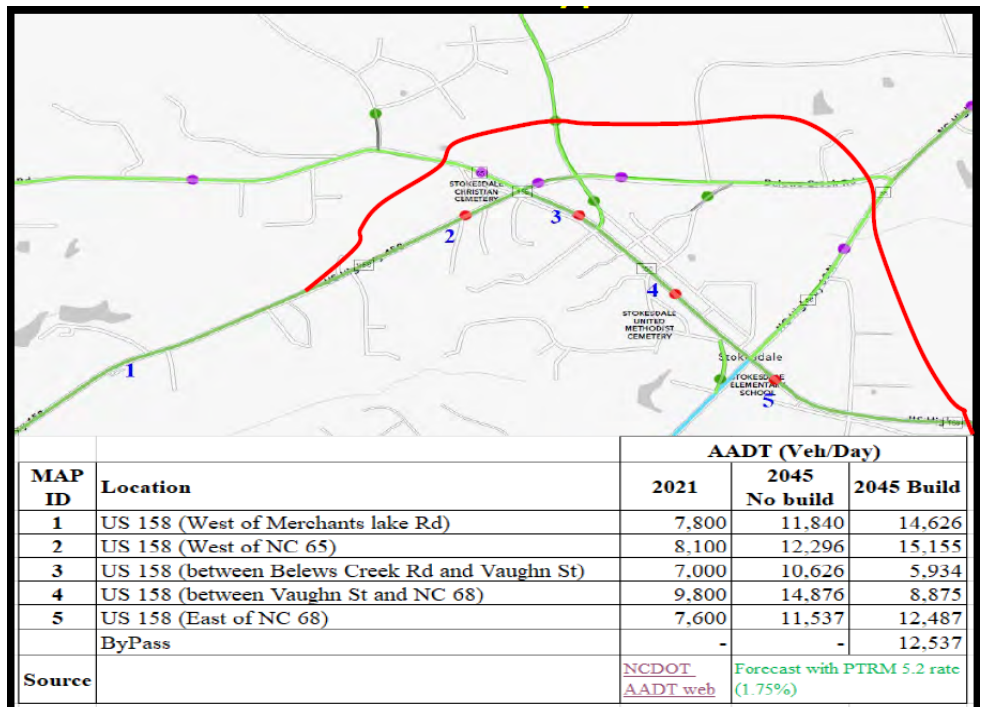 STOKESDALE
CHRISTIAN
CEMETERY
Belews Creek Rd
2
3
4
STOKESDALE
UNITED
METHODIST
CEMETERY
1
Stokesdale
STOKESDALE
ELEMENTARY
SCHOOL
5
AADT (Veh/Day)
MAP ID Location 2021 2045 No build 2045 Build
1 US 158 (West of Merchants lake Rd) 7,800 11,840 14,626
2 US 158 (West of NC 65) 8,100 12,296 15,155
3 US 158 (between Belews Creek Rd and Vaughn St) 7,000 10,626 5,934
4 US 158 (between Vaughn St and NC 68) 9,800 14,876 8,875
5 US 158 (East of NC 68) 7,600 11,537 12,487
ByPass - - 12,537
Source NCDOT AADT web Forecast with PTRM 5.2 rate (1.75%)